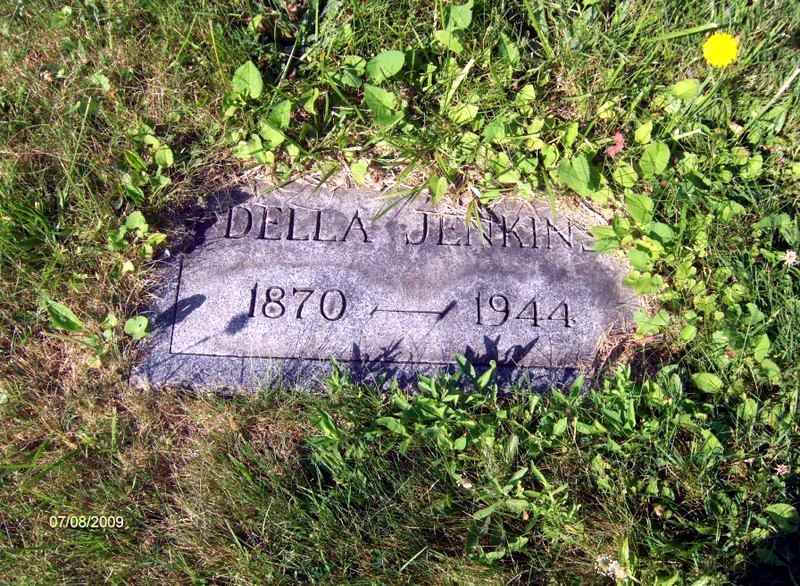 DELLA JENKINS
1870 — 1944
07/08/2009